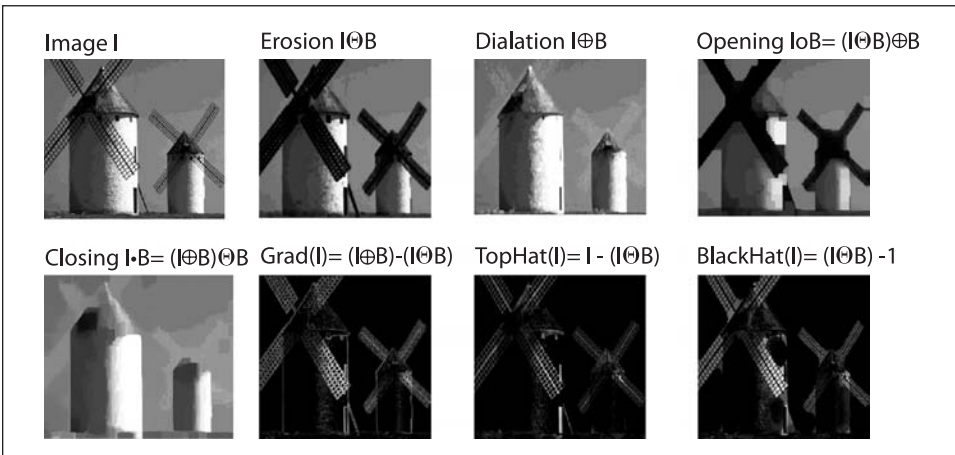 Image I
Erosion IΘB
Dialation I⊕B
Opening IoB= (IΘB)⊕B
Closing I•B= (I⊕B)ΘB
Grad(I)= (I⊕B)-(IΘB)
TopHat(I)= I - (IΘB)
BlackHat(I)= (IΘB) -1